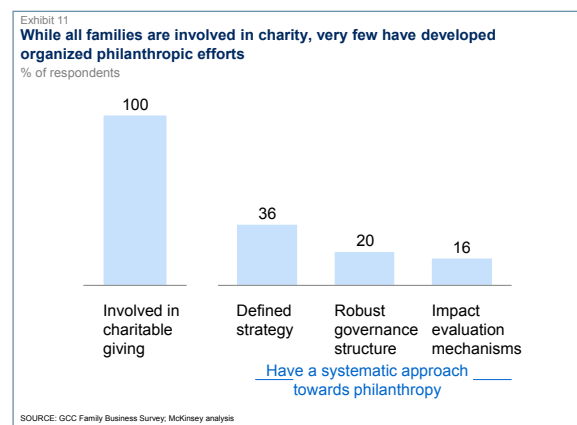 Exhibit 11
While all families are involved in charity, very few have developed
organized philanthropic efforts
% of respondents
100
36
20
16
Involved in
charitable
giving
Defined
strategy
Robust
governance
structure
Impact
evaluation
mechanisms
Have a systematic approach
towards philanthropy
SOURCE: GCC Family Business Survey; McKinsey analysis